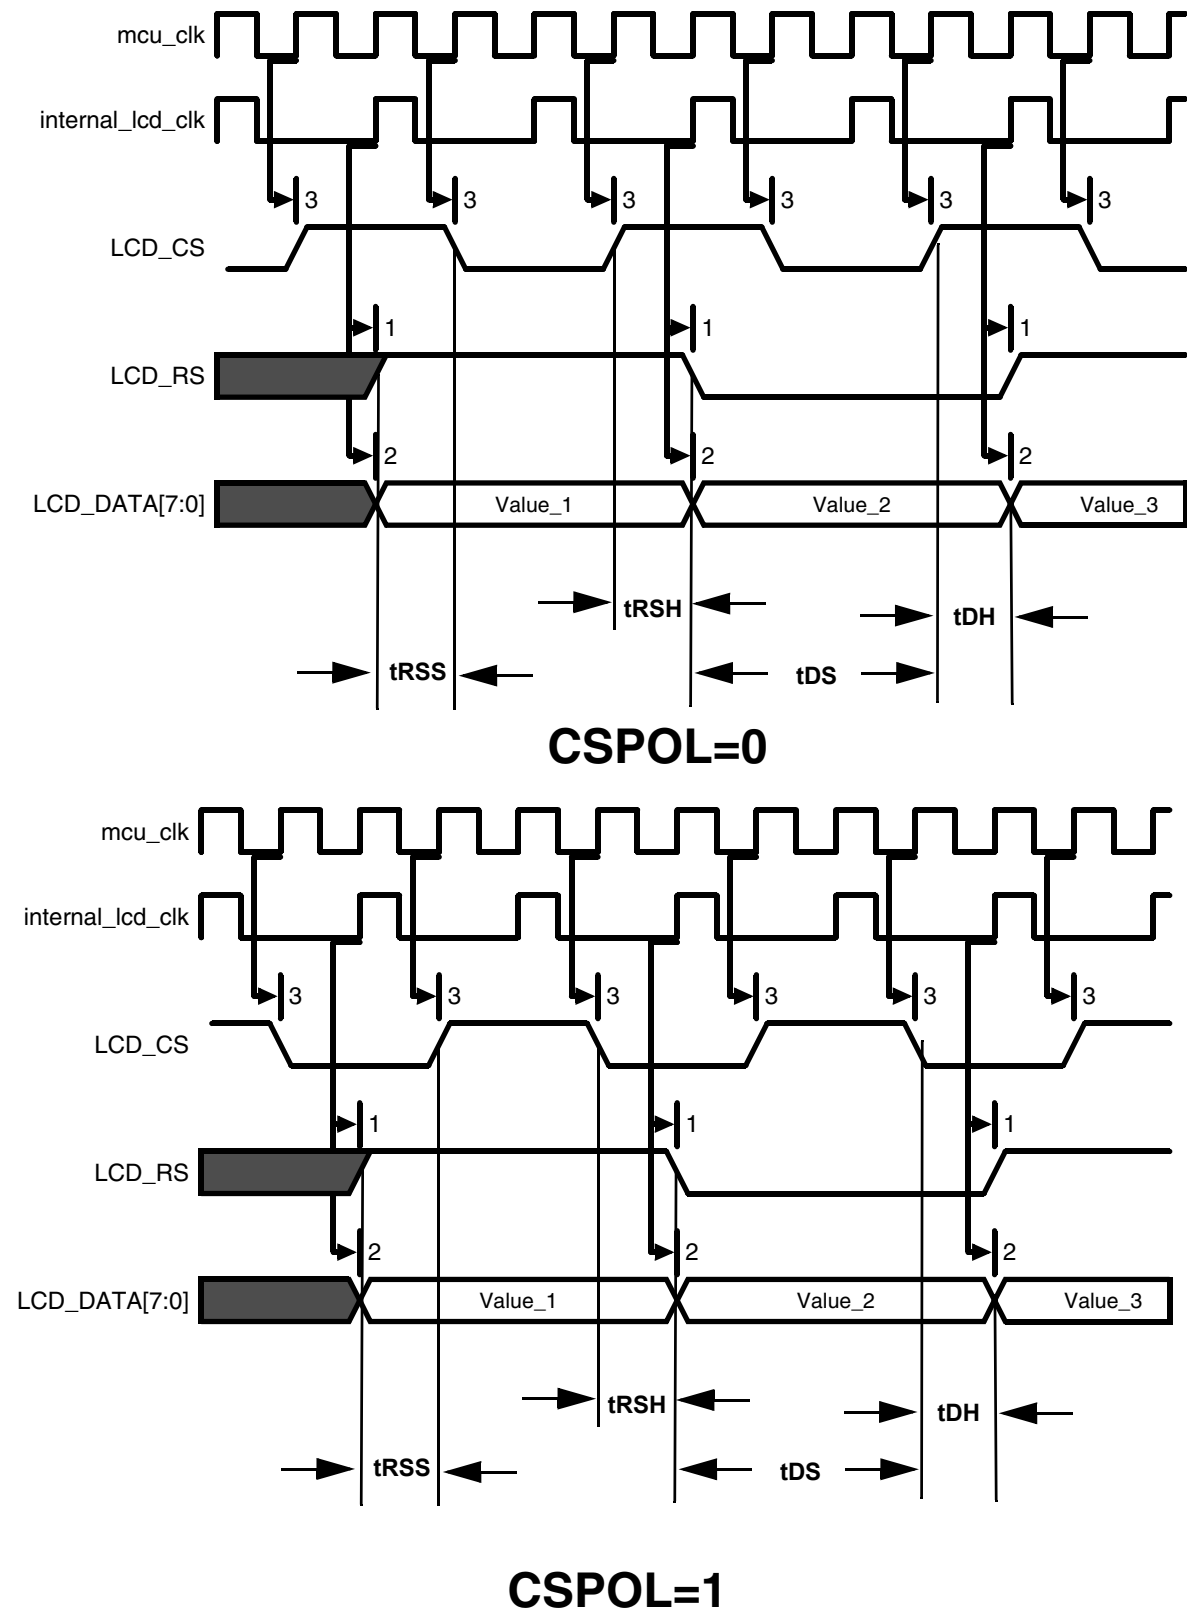 mcu_clk
internal_lcd_clk
3 3 3 3 3 3
LCD_CS
1 1 1
LCD_RS
2 2 2
LCD_DATA[7:0] Value_1 Value_2 Value_3
tRSH tDH
tRSS tDS
CSPOL=0
mcu_clk
internal_lcd_clk
3 3 3 3 3 3
LCD_CS
1 1 1
LCD_RS
2 2 2
LCD_DATA[7:0] Value_1 Value_2 Value_3
tRSH tDH
tRSS tDS
CSPOL=1